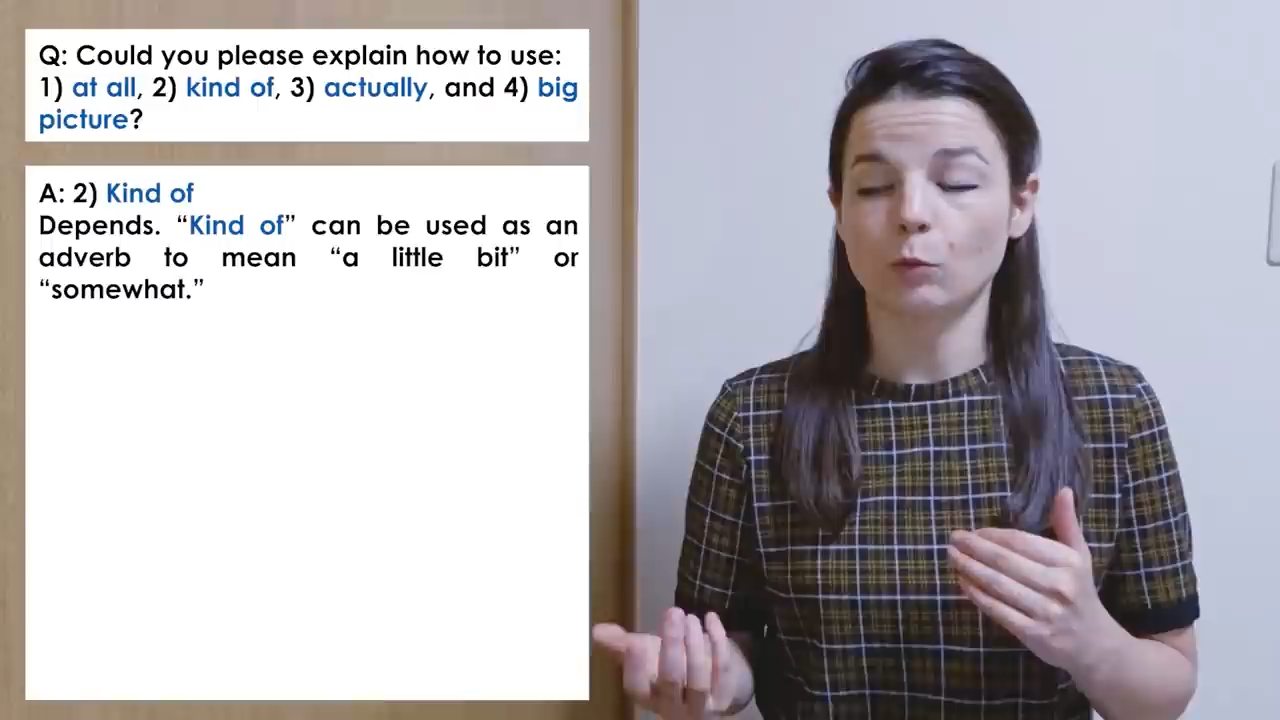 Q: Could you please explain how to use:
1) at all, 2) kind of, 3) actually, and 4) big
picture?
A: 2) Kind of
Depends. “Kind of” can be used as an
adverb to mean “a little bit” or
“somewhat.”